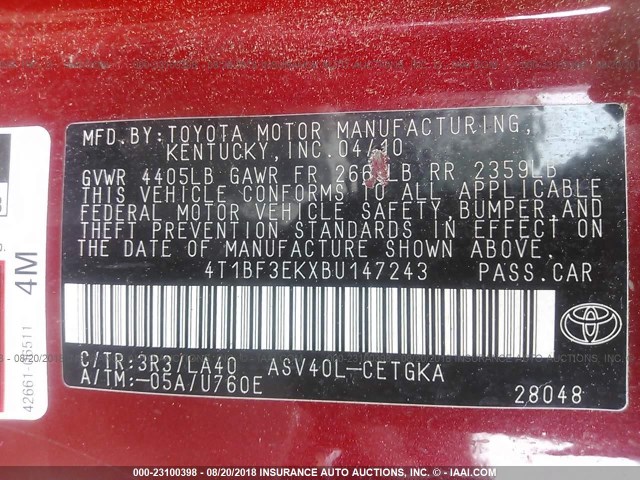 MFD.BY:TOYOTA MOTOR MANUFACTURING,
KENTUCKY,INC.04/10
GVWR 4405LB GAWR FR LB RR 2359LB
THIS VEHICLE CONFORMS TO ALL APPLICABLE
FEDERAL MOTOR VEHICLE SAFETY,BUMPER,AND
THEFT PREVENTION STANDARDS IN EFFECT ON
THE DATE OF MANUFACTURE SHOWN ABOVE.
4T1BF3EKXBU147243 PASS.CAR
C/TR:3R3/LA40 ASV40L-CETGKA
A/TM:-05A/U760E
28048
TOYOTA
4M
000-23100398 - 08/20/2018 - INSURANCE AUTO AUCTIONS INC. - IAAI.COM